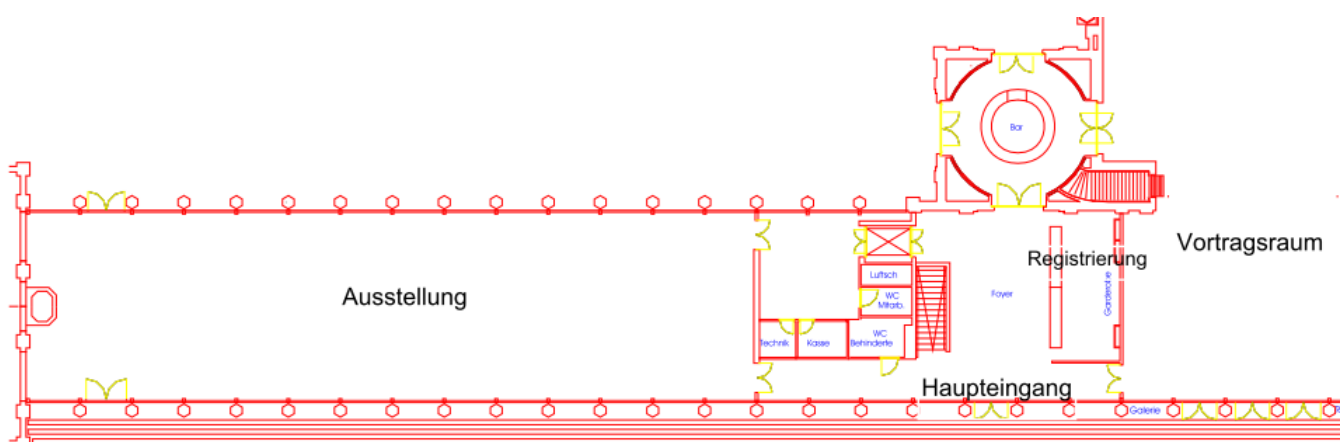 Bar
Vortragsraum
Registrierung
Luftsch
Ausstellung
Foyer
Garderobe
WC
Mitarb.
WC
Behinderte
Technik
Kasse
Haupteingang
Galerie